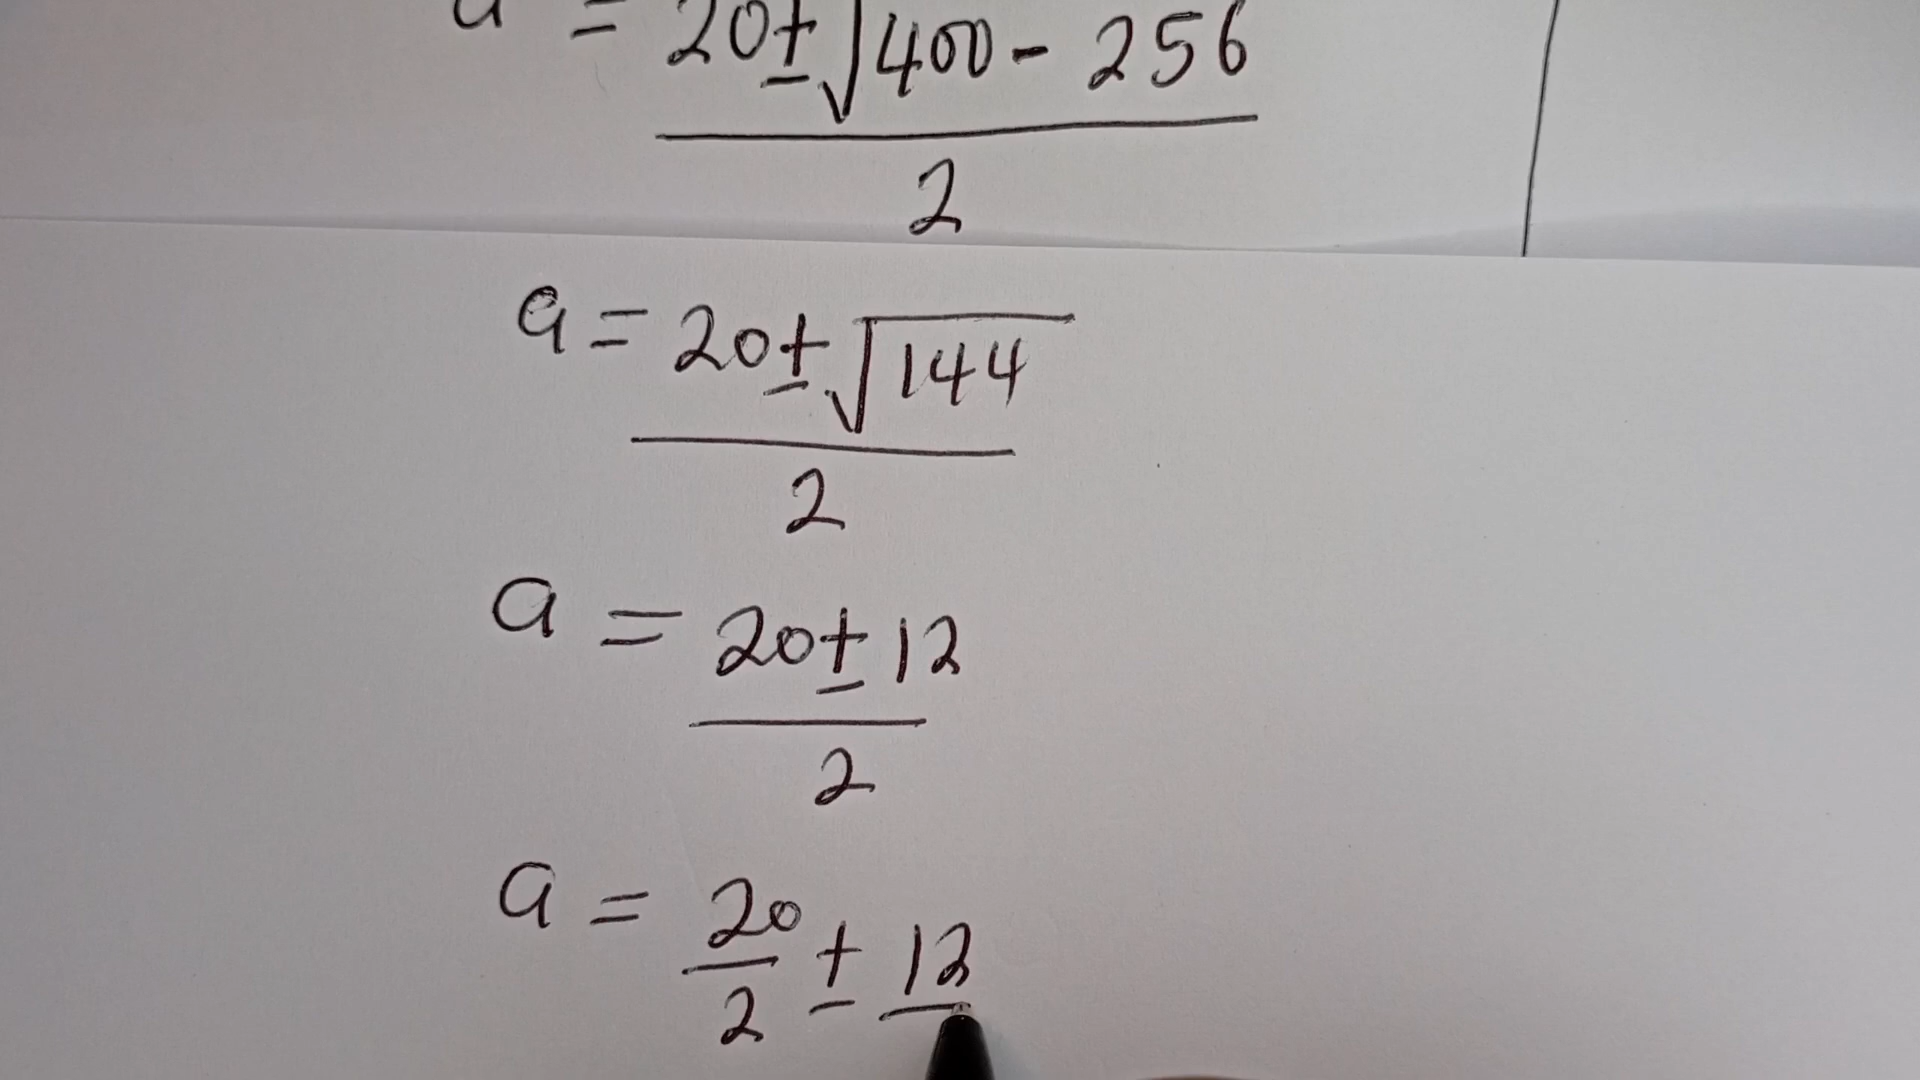 a = 20±√400 - 256
2
a = 20±√144
2
a = 20±12
2
a = 20 ± 12
2